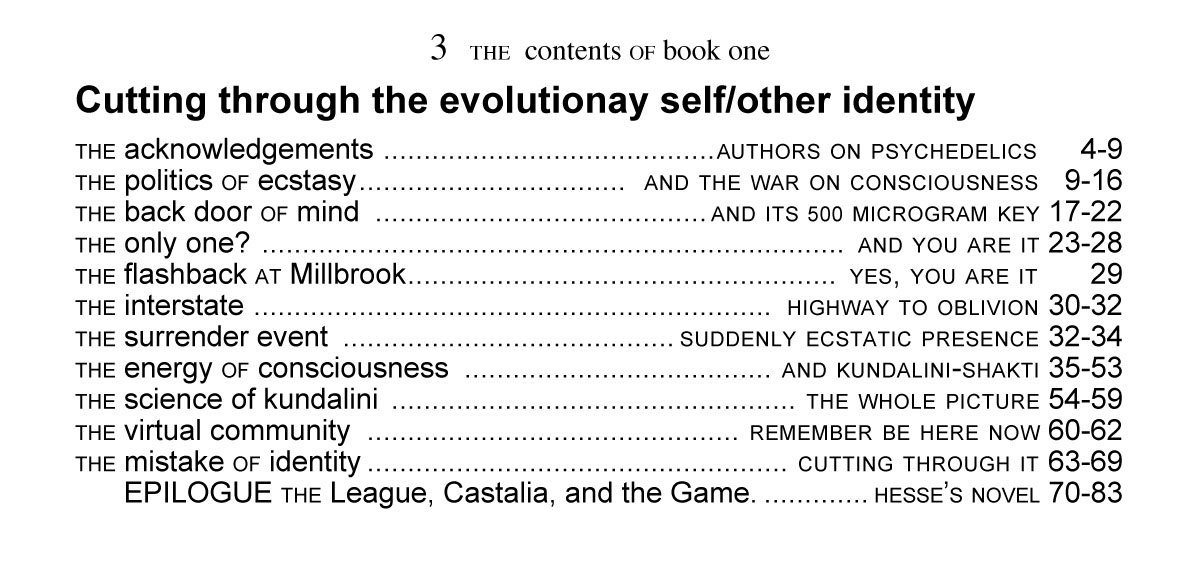 3 THE contents OF book one
Cutting through the evolutionay self/other identity
THE acknowledgements ........................................AUTHORS ON PSYCHEDELICS 4-9
THE politics OF ecstasy................................ AND THE WAR ON CONSCIOUSNESS 9-16
THE back door OF mind ........................................AND ITS 500 MICROGRAM KEY 17-22
THE only one? ...................................................................... AND YOU ARE IT 23-28
THE flashback AT Millbrook.................................................... YES, YOU ARE IT 29
THE interstate ............................................................... HIGHWAY TO OBLIVION 30-32
THE surrender event ........................................SUDDENLY ECSTATIC PRESENCE 32-34
THE energy OF consciousness ..................................... AND KUNDALINI-SHAKTI 35-53
THE science of kundalini ................................................. THE WHOLE PICTURE 54-59
THE virtual community ............................................. REMEMBER BE HERE NOW 60-62
THE mistake OF identity ................................................... CUTTING THROUGH IT 63-69
EPILOGUE THE League, Castalia, and the Game. ............. HESSE'S NOVEL 70-83